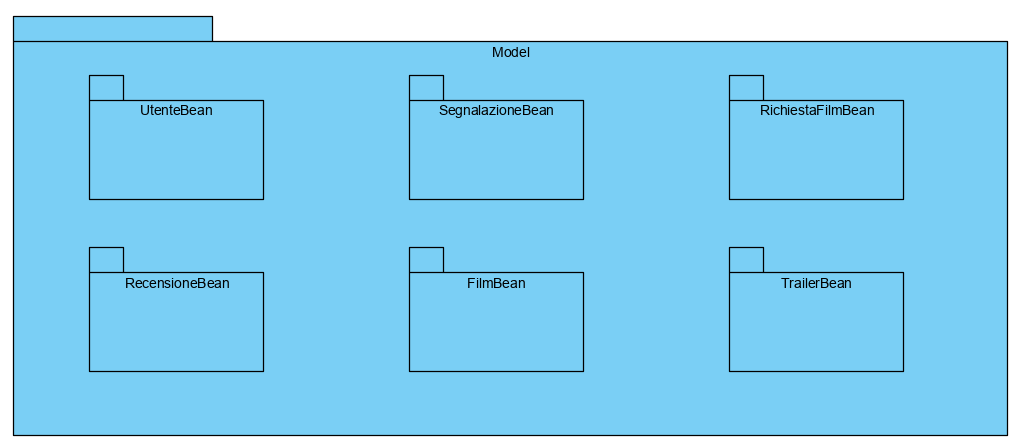 Model
UtenteBean
SegnalazioneBean
RichiestaFilmBean
RecensioneBean
FilmBean
TrailerBean